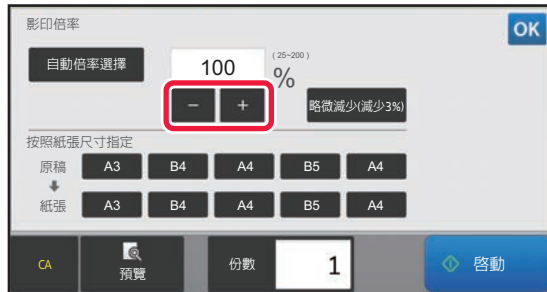 影印倍率
OK
自動倍率選擇
100
(25~200)
%
− +
略微減少(減少3%)
按照紙張尺寸指定
原稿 A3 B4 A4 B5 A4
紙張 A3 B4 A4 B5 A4
CA
預覽
份數
1
啓動